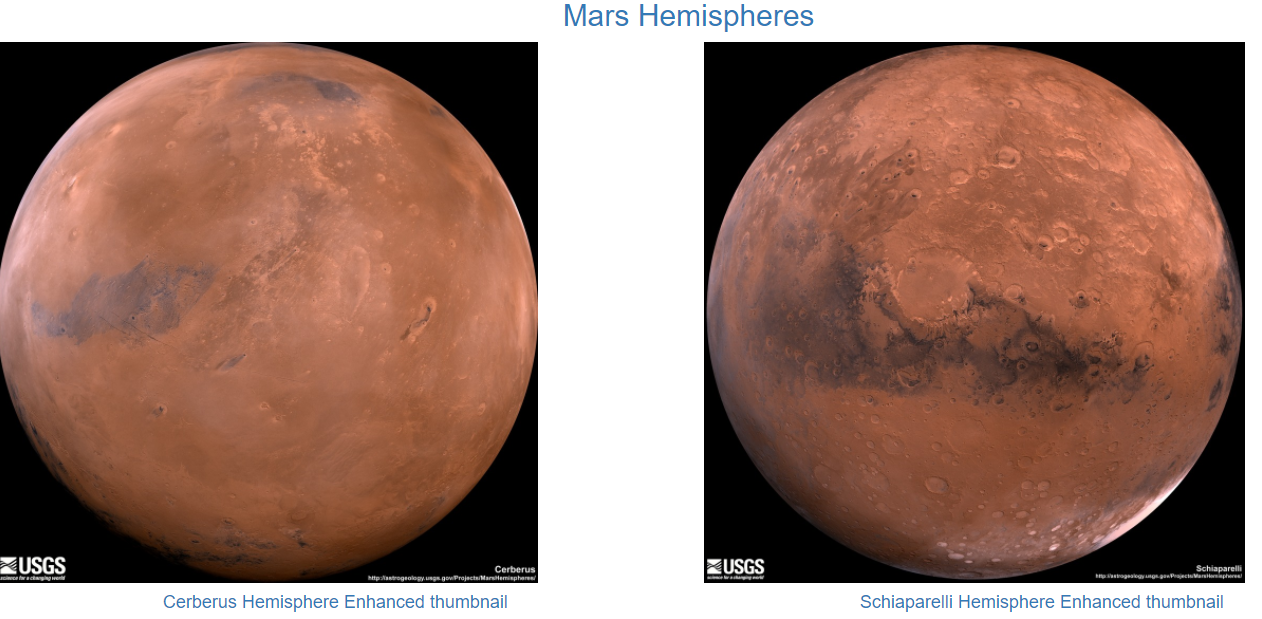 Mars Hemispheres
USGS
science for a changing world
Cerberus
http://astrogeology.usgs.gov/Projects/MarsHemispheres/
USGS
science for a changing world
Schiaparelli
http://astrogeology.usgs.gov/Projects/MarsHemispheres/
Cerberus Hemisphere Enhanced thumbnail
Schiaparelli Hemisphere Enhanced thumbnail